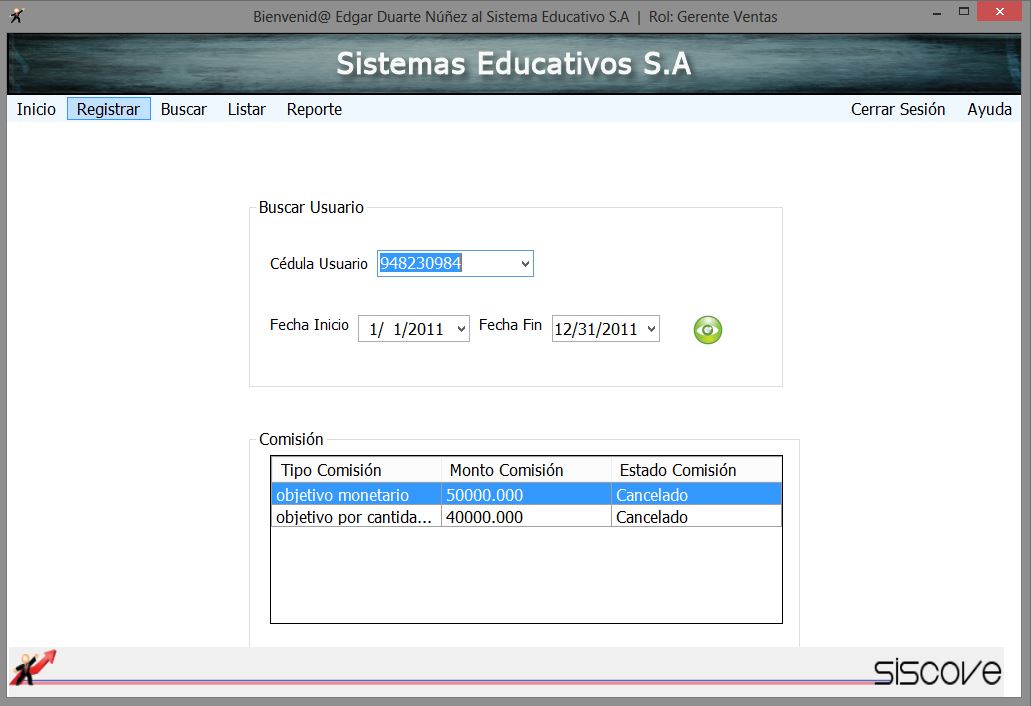 Bienvenid@ Edgar Duarte Núñez al Sistema Educativo S.A | Rol: Gerente Ventas
Sistemas Educativos S.A
Inicio Registrar Buscar Listar Reporte Cerrar Sesión Ayuda
Buscar Usuario
Cédula Usuario 948230984
Fecha Inicio 1/ 1/2011 Fecha Fin 12/31/2011
Comisión
Tipo Comisión Monto Comisión Estado Comisión
objetivo monetario 50000.000 Cancelado
objetivo por cantida... 40000.000 Cancelado
siscove